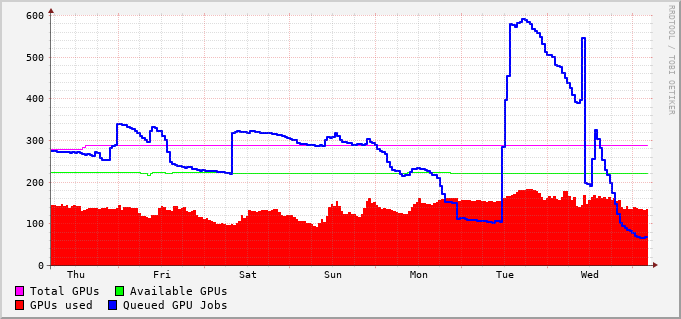 600
500
400
300
200
100
0
Thu Fri Sat Sun Mon Tue Wed
Total GPUs Available GPUs
GPUs used Queued GPU Jobs
RRDTOOL / TOBI OETIKER